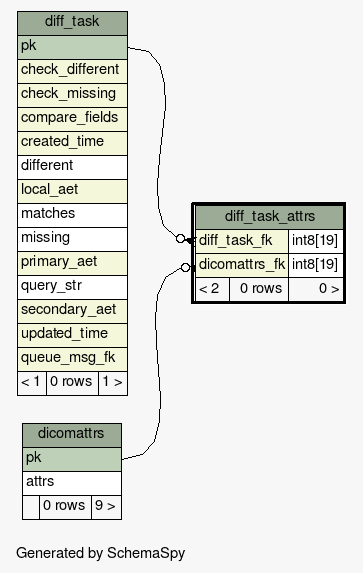 diff_task
pk
check_different
check_missing
compare_fields
created_time
different
local_aet
matches
missing
primary_aet
query_str
secondary_aet
updated_time
queue_msg_fk
< 1 0 rows 1 >
diff_task_attrs
diff_task_fk int8[19]
dicomattrs_fk int8[19]
< 2 0 rows 0 >
dicomattrs
pk
attrs
0 rows 9 >
Generated by SchemaSpy